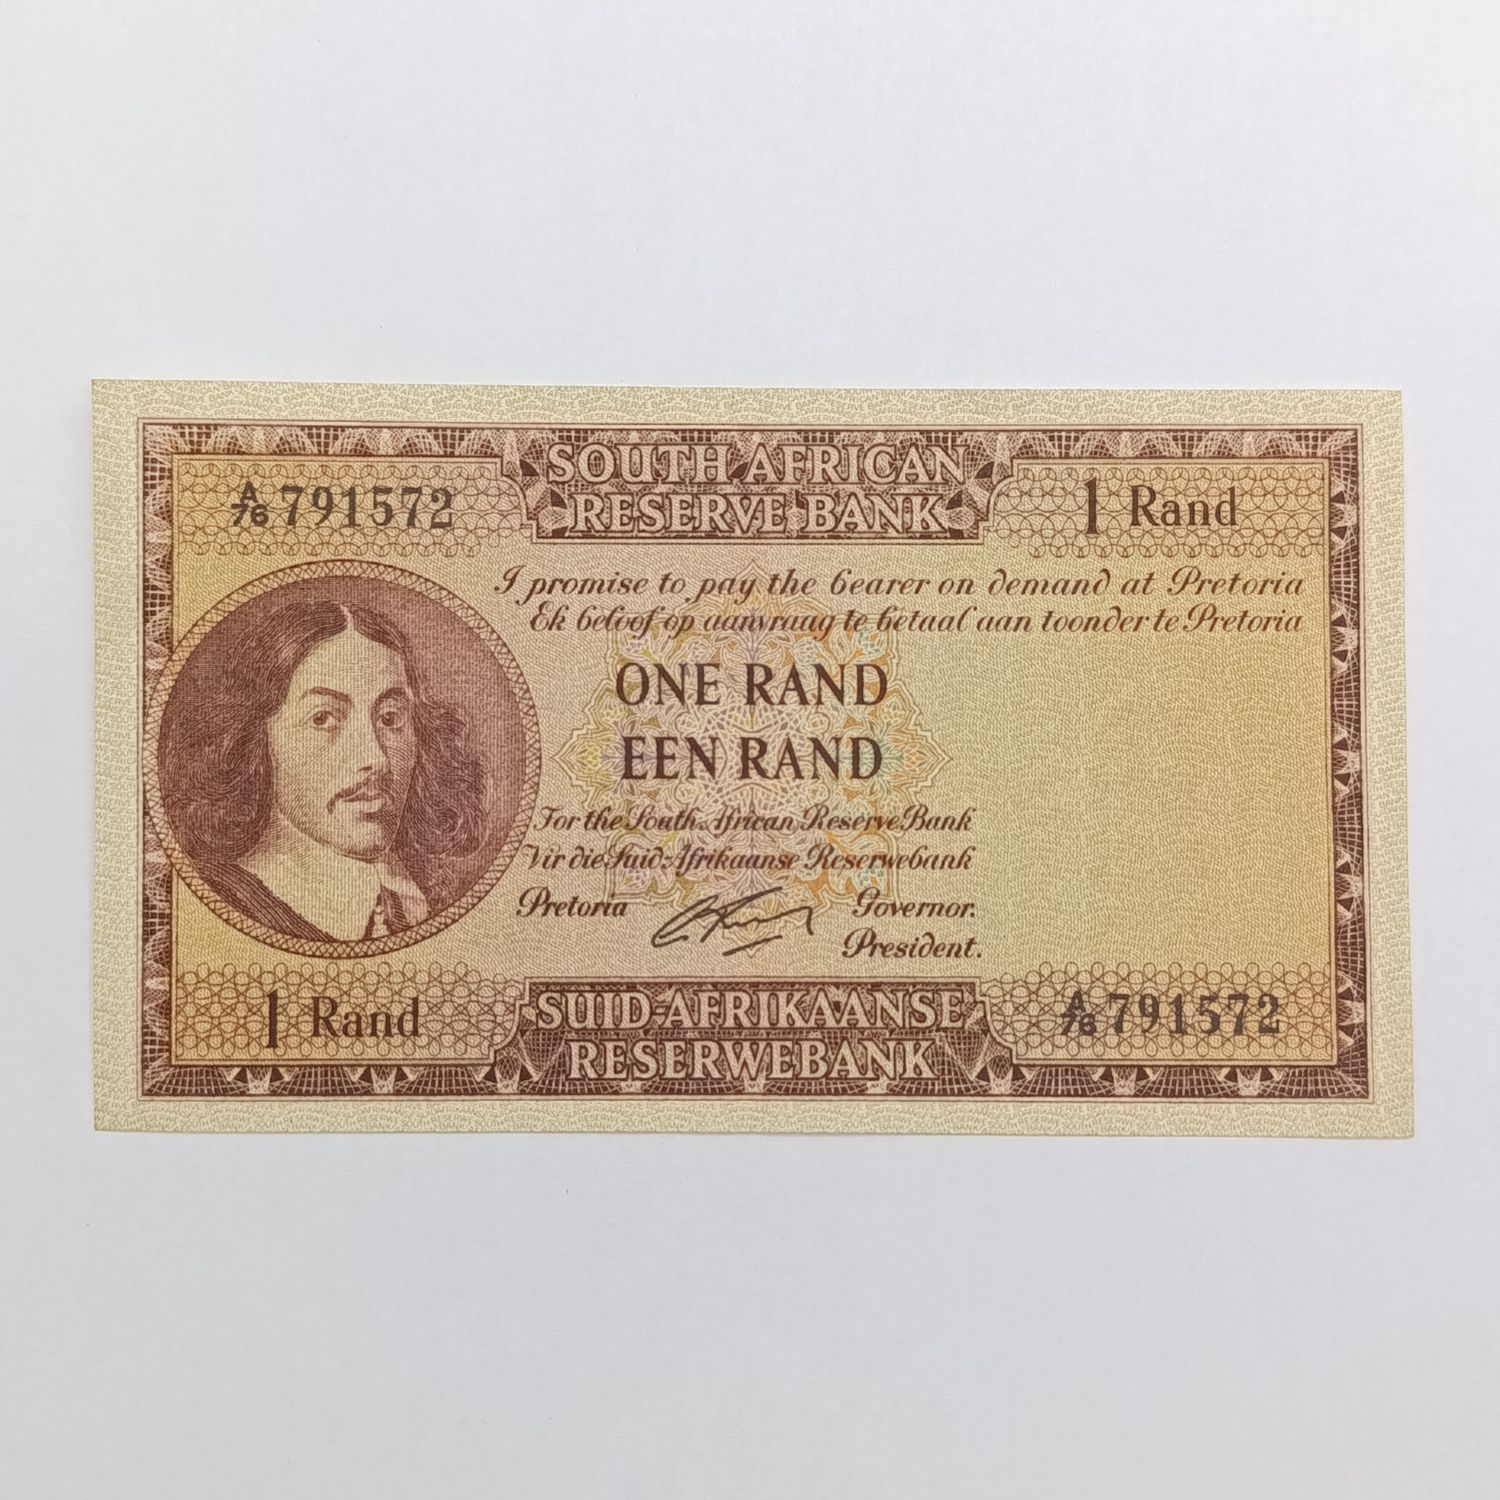 SOUTH AFRICAN
RESERVE BANK
A/76 791572
1 Rand
I promise to pay the bearer on demand at Pretoria
Ek beloof op aanvraag te betaal aan toonder te Pretoria
ONE RAND
EEN RAND
For the South African Reserve Bank
Vir die Suid-Afrikaanse Reserwebank
Pretoria
Governor.
President.
1 Rand
SUID-AFRIKAANSE
RESERWEBANK
A/76 791572